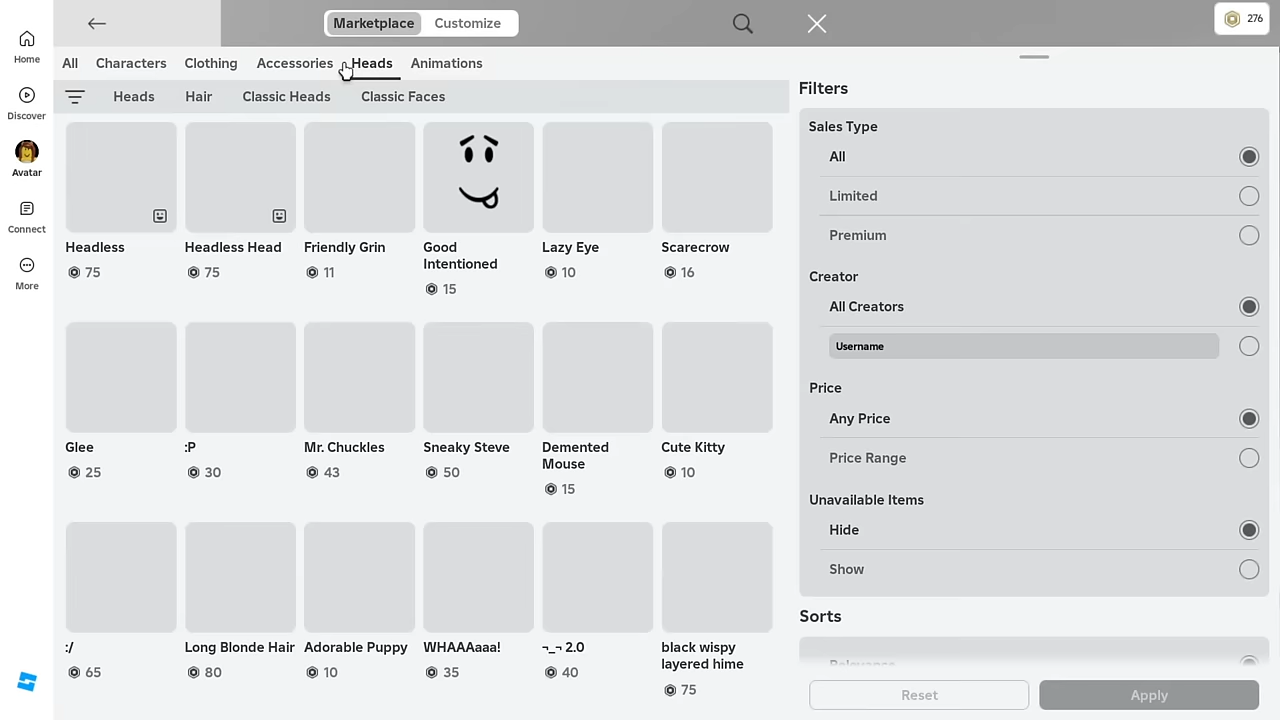 Marketplace
Customize
276
Home
Discover
Avatar
Connect
More
All
Characters
Clothing
Accessories
Heads
Animations
Heads
Hair
Classic Heads
Classic Faces
Headless
75
Headless Head
75
Friendly Grin
11
Good
Intentioned
15
Lazy Eye
10
Scarecrow
16
Glee
25
:P
30
Mr. Chuckles
43
Sneaky Steve
50
Demented
Mouse
15
Cute Kitty
10
:/
65
Long Blonde Hair
80
Adorable Puppy
10
WHAAAaaa!
35
¬_¬ 2.0
40
black wispy
layered hime
75
Filters
Sales Type
All
Limited
Premium
Creator
All Creators
Username
Price
Any Price
Price Range
Unavailable Items
Hide
Show
Sorts
Relevance
Reset
Apply